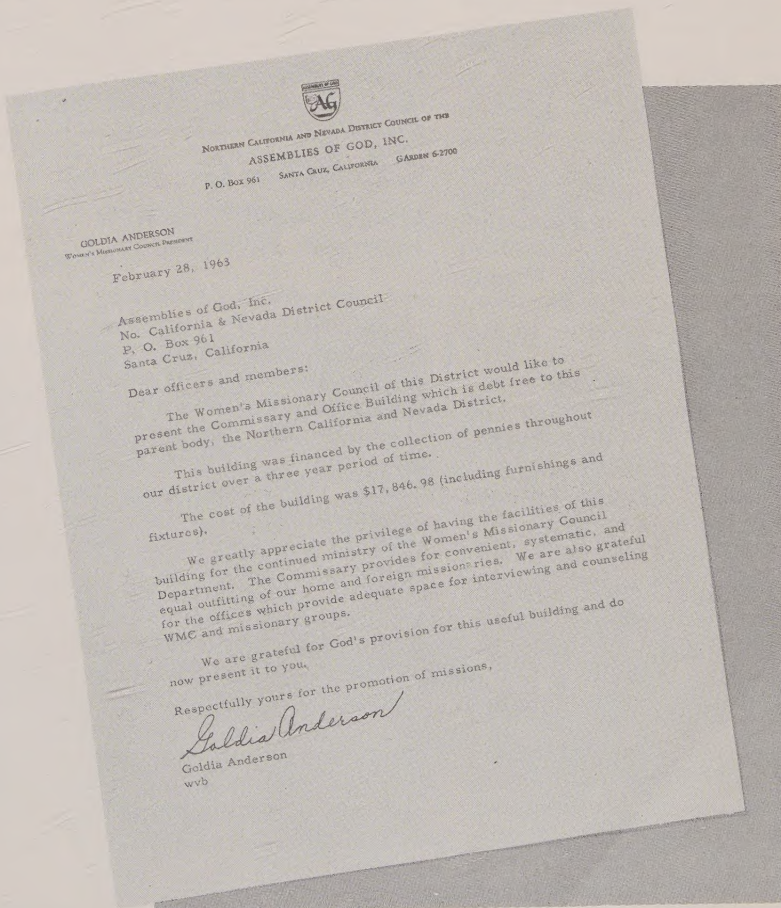 ASSEMBLIES OF GOD
AG
NORTHERN CALIFORNIA AND NEVADA DISTRICT COUNCIL OF THE
ASSEMBLIES OF GOD, INC.
P. O. BOX 961 SANTA CRUZ, CALIFORNIA GARDEN 6-2700
GOLDIA ANDERSON
WOMEN'S MISSIONARY COUNCIL PRESIDENT
February 28, 1963
Assemblies of God, Inc.
No. California & Nevada District Council
P. O. Box 961
Santa Cruz, California
Dear officers and members:
The Women's Missionary Council of this District would like to
present the Commissary and Office Building which is debt free to this
parent body, the Northern California and Nevada District.
This building was financed by the collection of pennies throughout
our district over a three year period of time.
The cost of the building was $17,846.98 (including furnishings and
fixtures).
We greatly appreciate the privilege of having the facilities of this
building for the continued ministry of the Women's Missionary Council
Department. The Commissary provides for convenient, systematic, and
equal outfitting of our home and foreign missionaries. We are also grateful
for the offices which provide adequate space for interviewing and counseling
WMC and missionary groups.
We are grateful for God's provision for this useful building and do
now present it to you.
Respectfully yours for the promotion of missions,
Goldia Anderson
Goldia Anderson
wvb